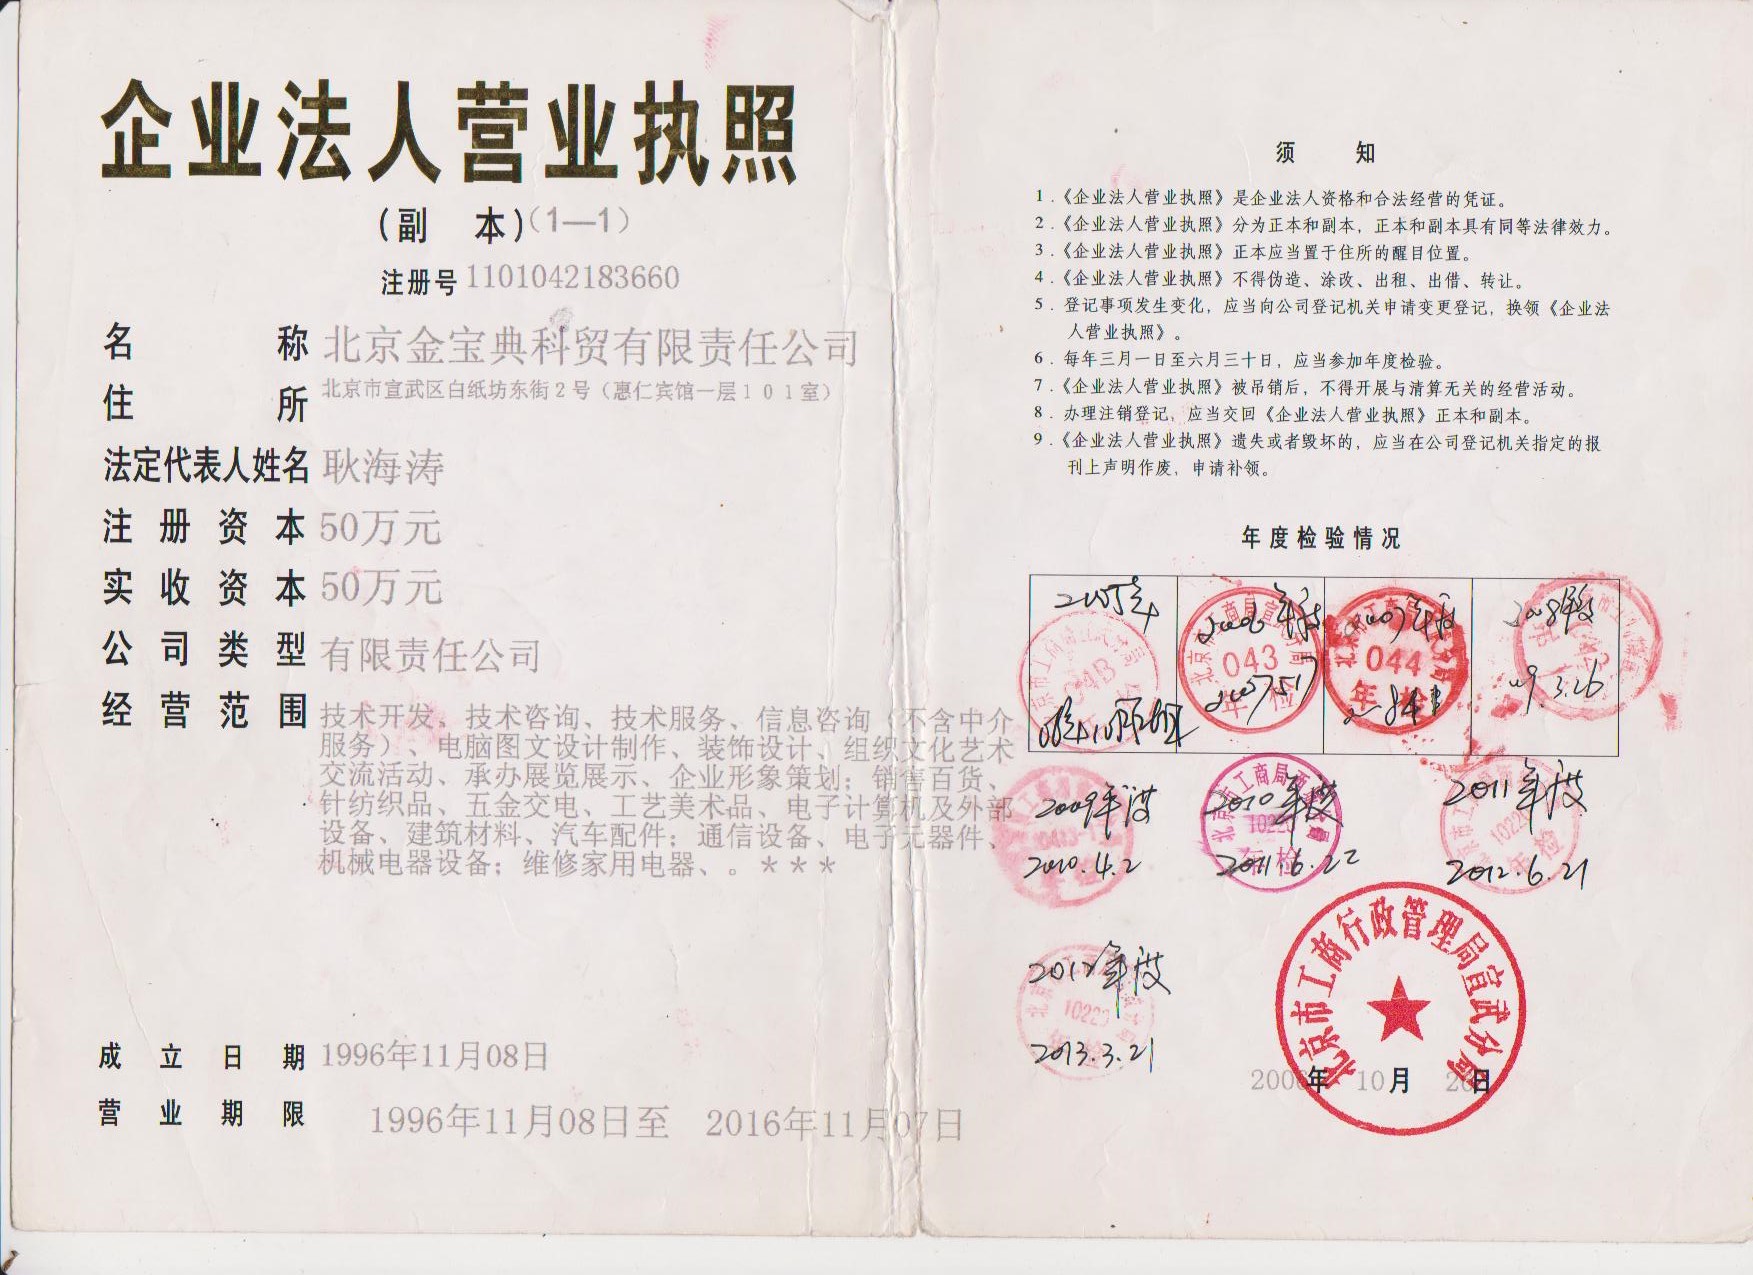 企业法人营业执照
(副 本)(1—1)
注册号 1101042183660
名 称 北京金宝典科贸有限责任公司
住 所 北京市宣武区白纸坊东街2号（惠仁宾馆一层101室）
法定代表人姓名 耿海涛
注册资本 50万元
实收资本 50万元
公司类型 有限责任公司
经营范围 技术开发、技术咨询、技术服务、信息咨询（不含中介
服务）、电脑图文设计制作、装饰设计、组织文化艺术
交流活动、承办展览展示、企业形象策划；销售百货、
针纺织品、五金交电、工艺美术品、电子计算机及外部
设备、建筑材料、汽车配件；通信设备、电子元器件、
机械电器设备；维修家用电器、。***
成立日期 1996年11月08日
营业期限 1996年11月08日至 2016年11月07日
须 知
1.《企业法人营业执照》是企业法人资格和合法经营的凭证。
2.《企业法人营业执照》分为正本和副本，正本和副本具有同等法律效力。
3.《企业法人营业执照》正本应当置于住所的醒目位置。
4.《企业法人营业执照》不得伪造、涂改、出租、出借、转让。
5.登记事项发生变化，应当向公司登记机关申请变更登记，换领《企业法
人营业执照》。
6.每年三月一日至六月三十日，应当参加年度检验。
7.《企业法人营业执照》被吊销后，不得开展与清算无关的经营活动。
8.办理注销登记，应当交回《企业法人营业执照》正本和副本。
9.《企业法人营业执照》遗失或者毁坏的，应当在公司登记机关指定的报
刊上声明作废，申请补领。
年度检验情况
2005年
2006年度
043
年检
2007年度
044
年检
2008年度
09.3.26
2009年度
2010.4.2
2010年度
年检
2011.6.22
2011年度
年检
2012.6.21
2012年度
2013.3.21
北京市工商行政管理局宣武分局
年 10月 日